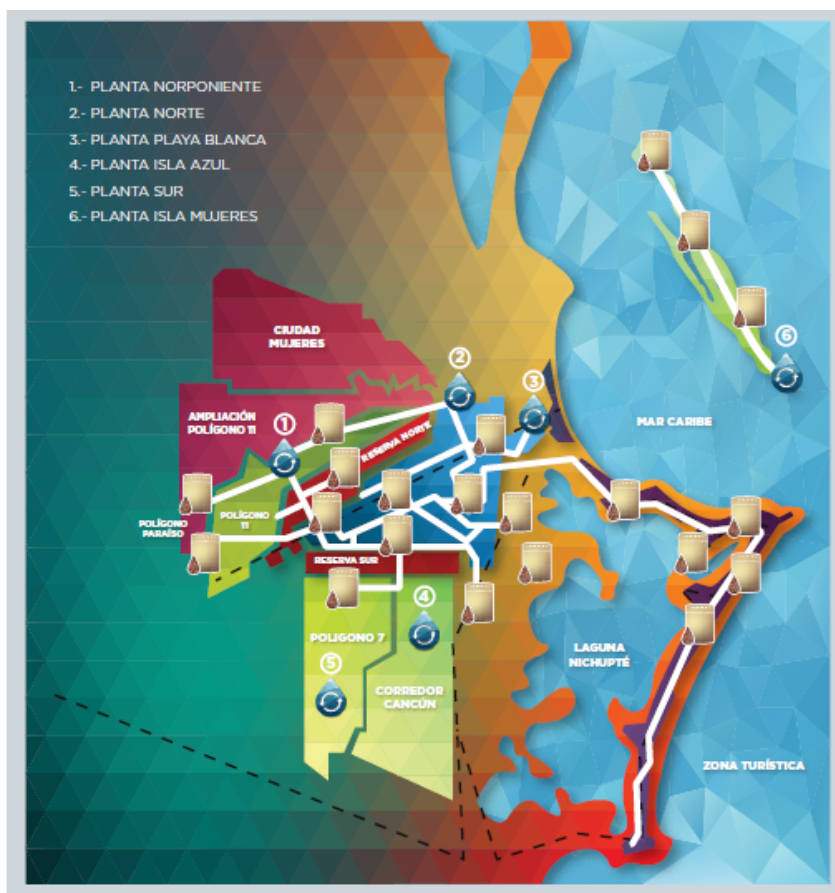 1.- PLANTA NORPONIENTE
2.- PLANTA NORTE
3.- PLANTA PLAYA BLANCA
4.- PLANTA ISLA AZUL
5.- PLANTA SUR
6.- PLANTA ISLA MUJERES
CIUDAD
MUJERES
6
2
3
AMPLIACIÓN
POLÍGONO 11
1
MAR CARIBE
RESERVA NORTE
POLÍGONO
PARAÍSO
POLÍGONO
11
RESERVA SUR
4
POLIGONO 7
LAGUNA
NICHUPTÉ
5
CORREDOR
CANCÚN
ZONA TURÍSTICA